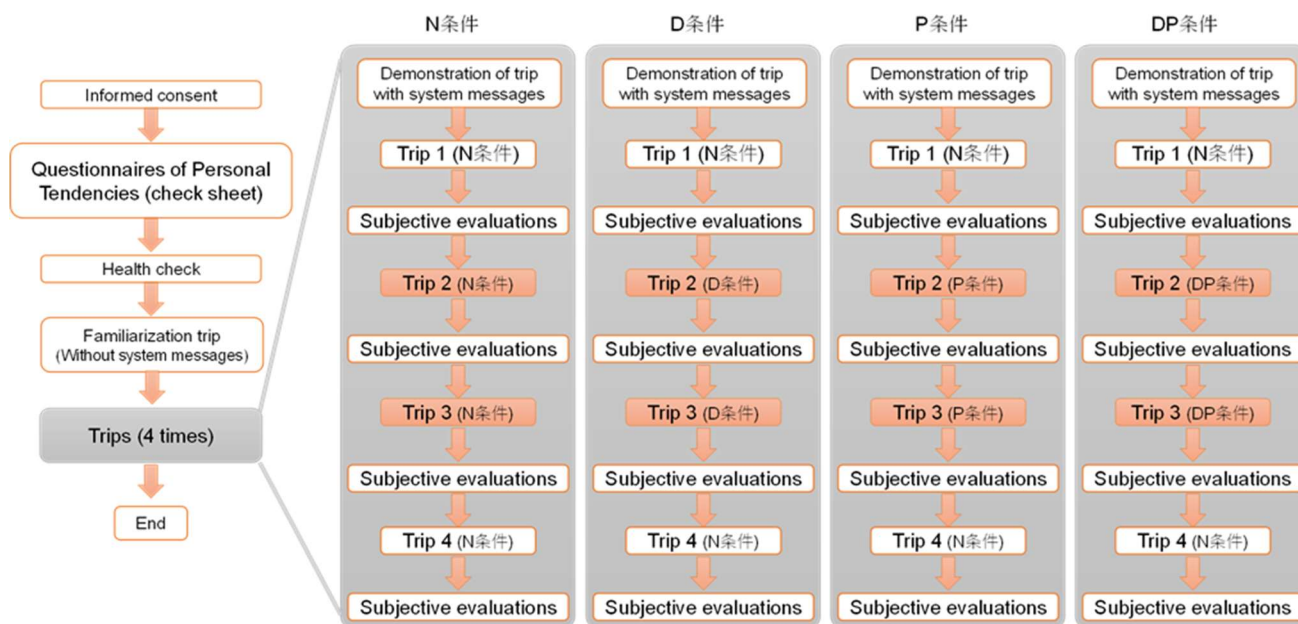 Informed consent
Questionnaires of Personal
Tendencies (check sheet)
Health check
Familiarization trip
(Without system messages)
Trips (4 times)
End
N条件
Demonstration of trip
with system messages
Trip 1 (N条件)
Subjective evaluations
Trip 2 (N条件)
Subjective evaluations
Trip 3 (N条件)
Subjective evaluations
Trip 4 (N条件)
Subjective evaluations
D条件
Demonstration of trip
with system messages
Trip 1 (N条件)
Subjective evaluations
Trip 2 (D条件)
Subjective evaluations
Trip 3 (D条件)
Subjective evaluations
Trip 4 (N条件)
Subjective evaluations
P条件
Demonstration of trip
with system messages
Trip 1 (N条件)
Subjective evaluations
Trip 2 (P条件)
Subjective evaluations
Trip 3 (P条件)
Subjective evaluations
Trip 4 (N条件)
Subjective evaluations
DP条件
Demonstration of trip
with system messages
Trip 1 (N条件)
Subjective evaluations
Trip 2 (DP条件)
Subjective evaluations
Trip 3 (DP条件)
Subjective evaluations
Trip 4 (N条件)
Subjective evaluations